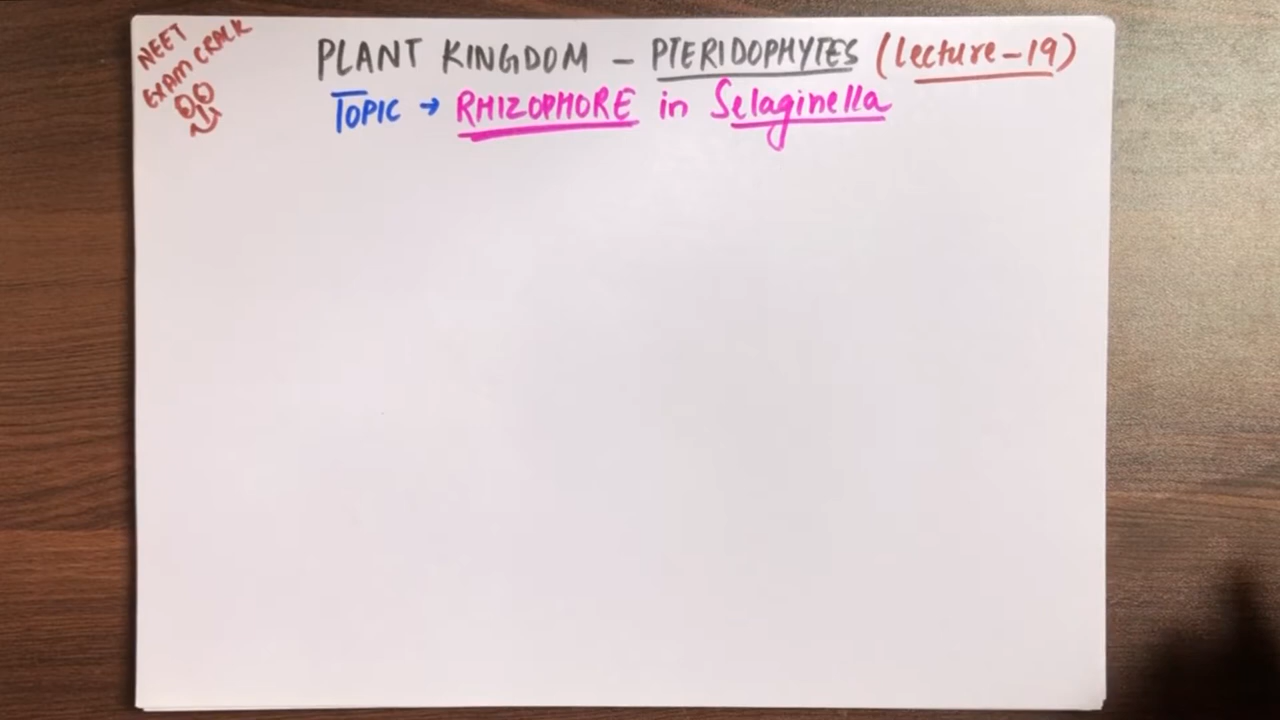 NEET
EXAM CRACK
PLANT KINGDOM - PTERIDOPHYTES (Lecture-19)
TOPIC → RHIZOPHORE in Selaginella